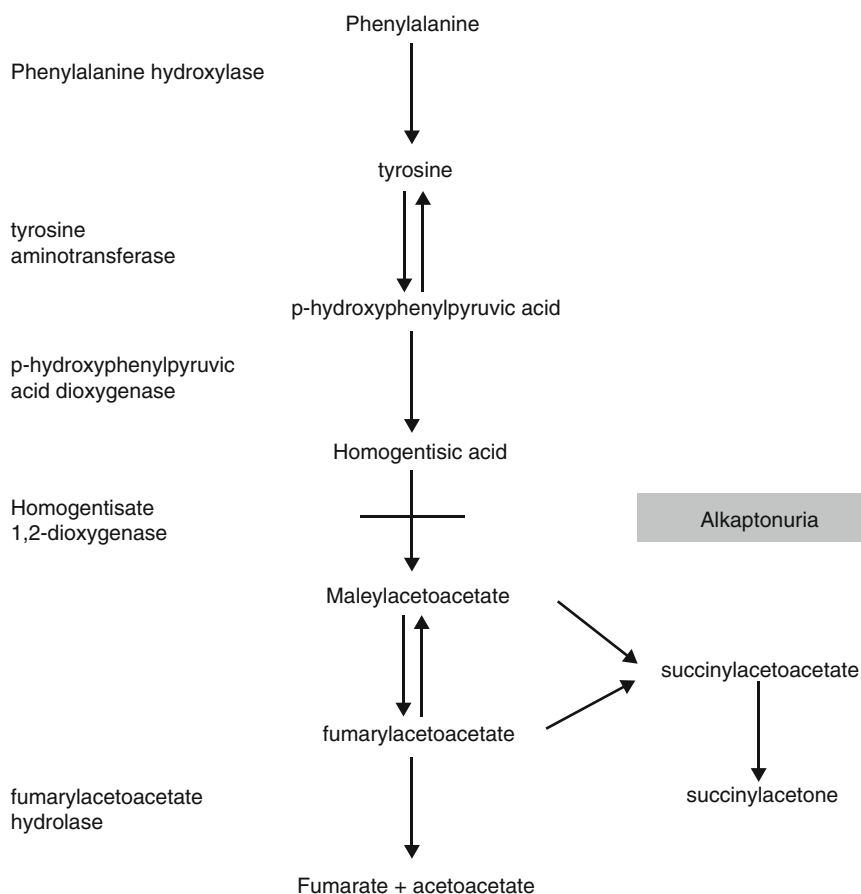 Phenylalanine
Phenylalanine hydroxylase
tyrosine
tyrosine
aminotransferase
p-hydroxyphenylpyruvic acid
p-hydroxyphenylpyruvic
acid dioxygenase
Homogentisic acid
Homogentisate
1,2-dioxygenase
Alkaptonuria
Maleylacetoacetate
succinylacetoacetate
fumarylacetoacetate
succinylacetone
fumarylacetoacetate
hydrolase
Fumarate + acetoacetate